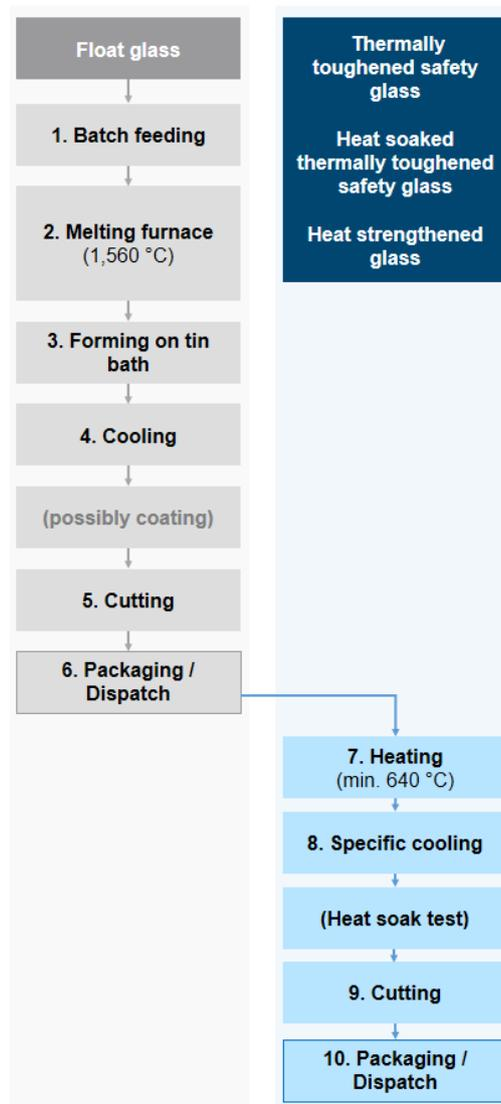 Float glass
1. Batch feeding
2. Melting furnace
(1,560 °C)
3. Forming on tin
bath
4. Cooling
(possibly coating)
5. Cutting
6. Packaging /
Dispatch
Thermally
toughened safety
glass
Heat soaked
thermally toughened
safety glass
Heat strengthened
glass
7. Heating
(min. 640 °C)
8. Specific cooling
(Heat soak test)
9. Cutting
10. Packaging /
Dispatch